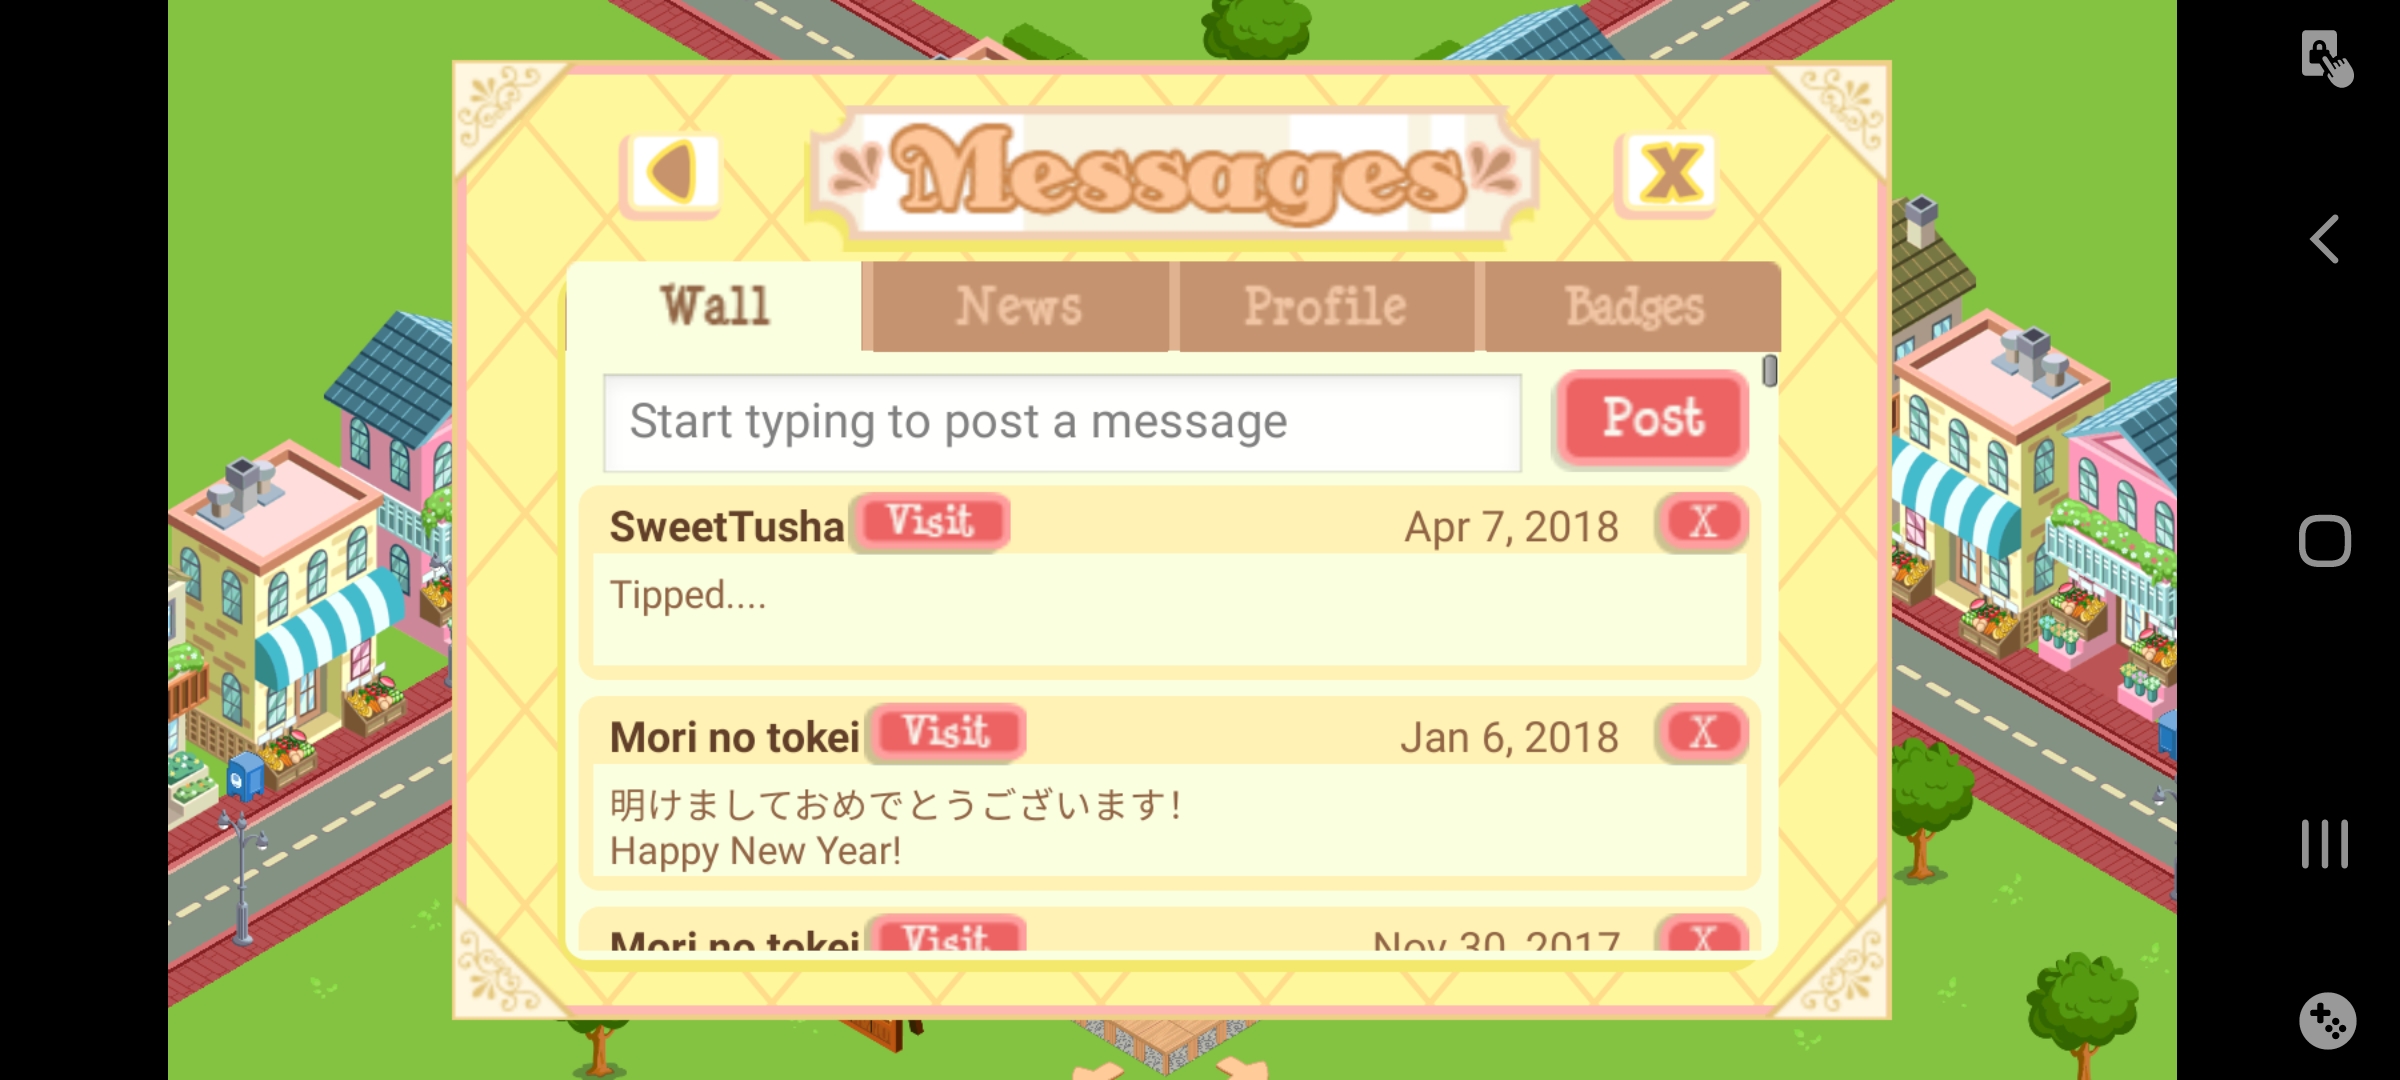 Messages
Wall
News
Profile
Badges
Start typing to post a message
Post
SweetTusha Visit Apr 7, 2018 X
Tipped....
Mori no tokei Visit Jan 6, 2018 X
明けましておめでとうございます!
Happy New Year!
Mori no tokei Visit Nov 30, 2017 X